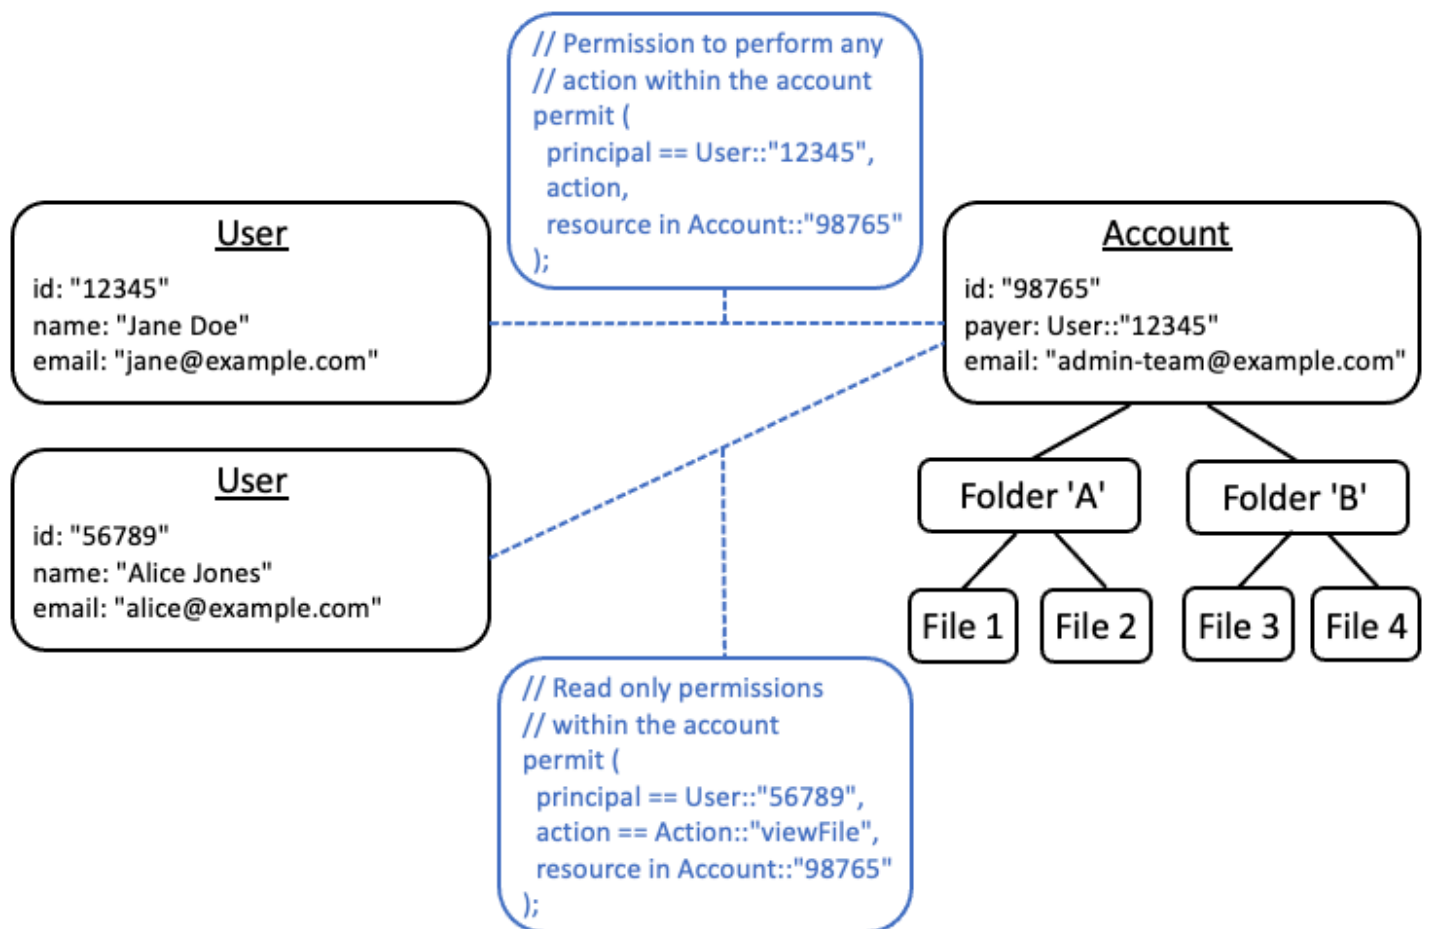 // Permission to perform any
// action within the account
permit (
principal == User::"12345",
action,
resource in Account::"98765"
);
User
id: "12345"
name: "Jane Doe"
email: "jane@example.com"
Account
id: "98765"
payer: User::"12345"
email: "admin-team@example.com"
User
id: "56789"
name: "Alice Jones"
email: "alice@example.com"
Folder 'A'
Folder 'B'
File 1
File 2
File 3
File 4
// Read only permissions
// within the account
permit (
principal == User::"56789",
action == Action::"viewFile",
resource in Account::"98765"
);